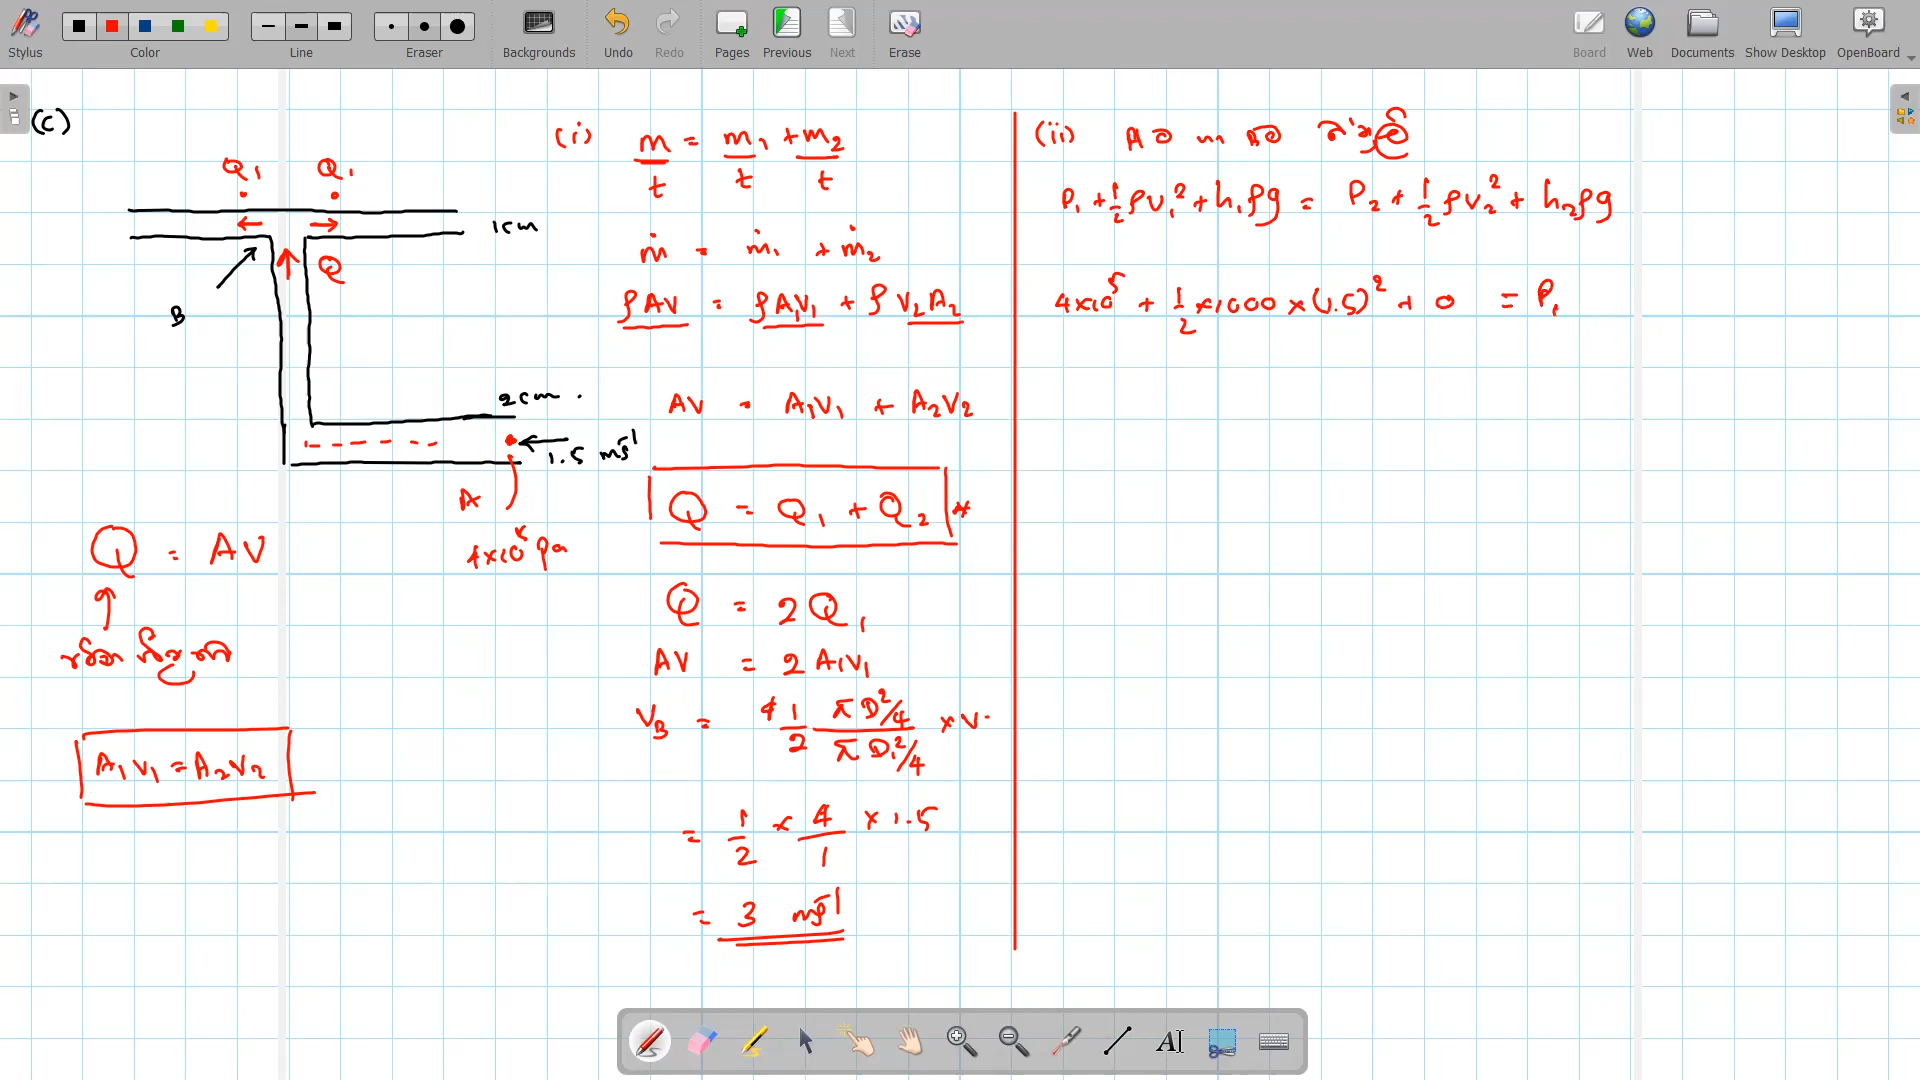 Stylus
Color
Line
Eraser
Backgrounds
Undo
Redo
Pages
Previous
Next
Erase
Board
Web
Documents
Show Desktop
OpenBoard
(C)
Q₁ Q₁
1cm
Q
B
2cm
1.5 ms⁻¹
A
4×10⁵ pa
Q = AV
A₁V₁ = A₂V₂
(i) m/t = m₁/t + m₂/t
ṁ = ṁ₁ + ṁ₂
ρAV = ρA₁V₁ + ρV₂A₂
AV = A₁V₁ + A₂V₂
Q = Q₁ + Q₂ *
Q = 2Q₁
AV = 2A₁V₁
V_B = 1/2 (πD²/4)/(πD₁²/4) × V
= 1/2 × 4/1 × 1.5
= 3 ms⁻¹
(ii) A
P₁ + 1/2 ρV₁² + h₁ρg = P₂ + 1/2 ρV₂² + h₂ρg
4×10⁵ + 1/2 ×1000 × (1.5)² + 0 = P₁